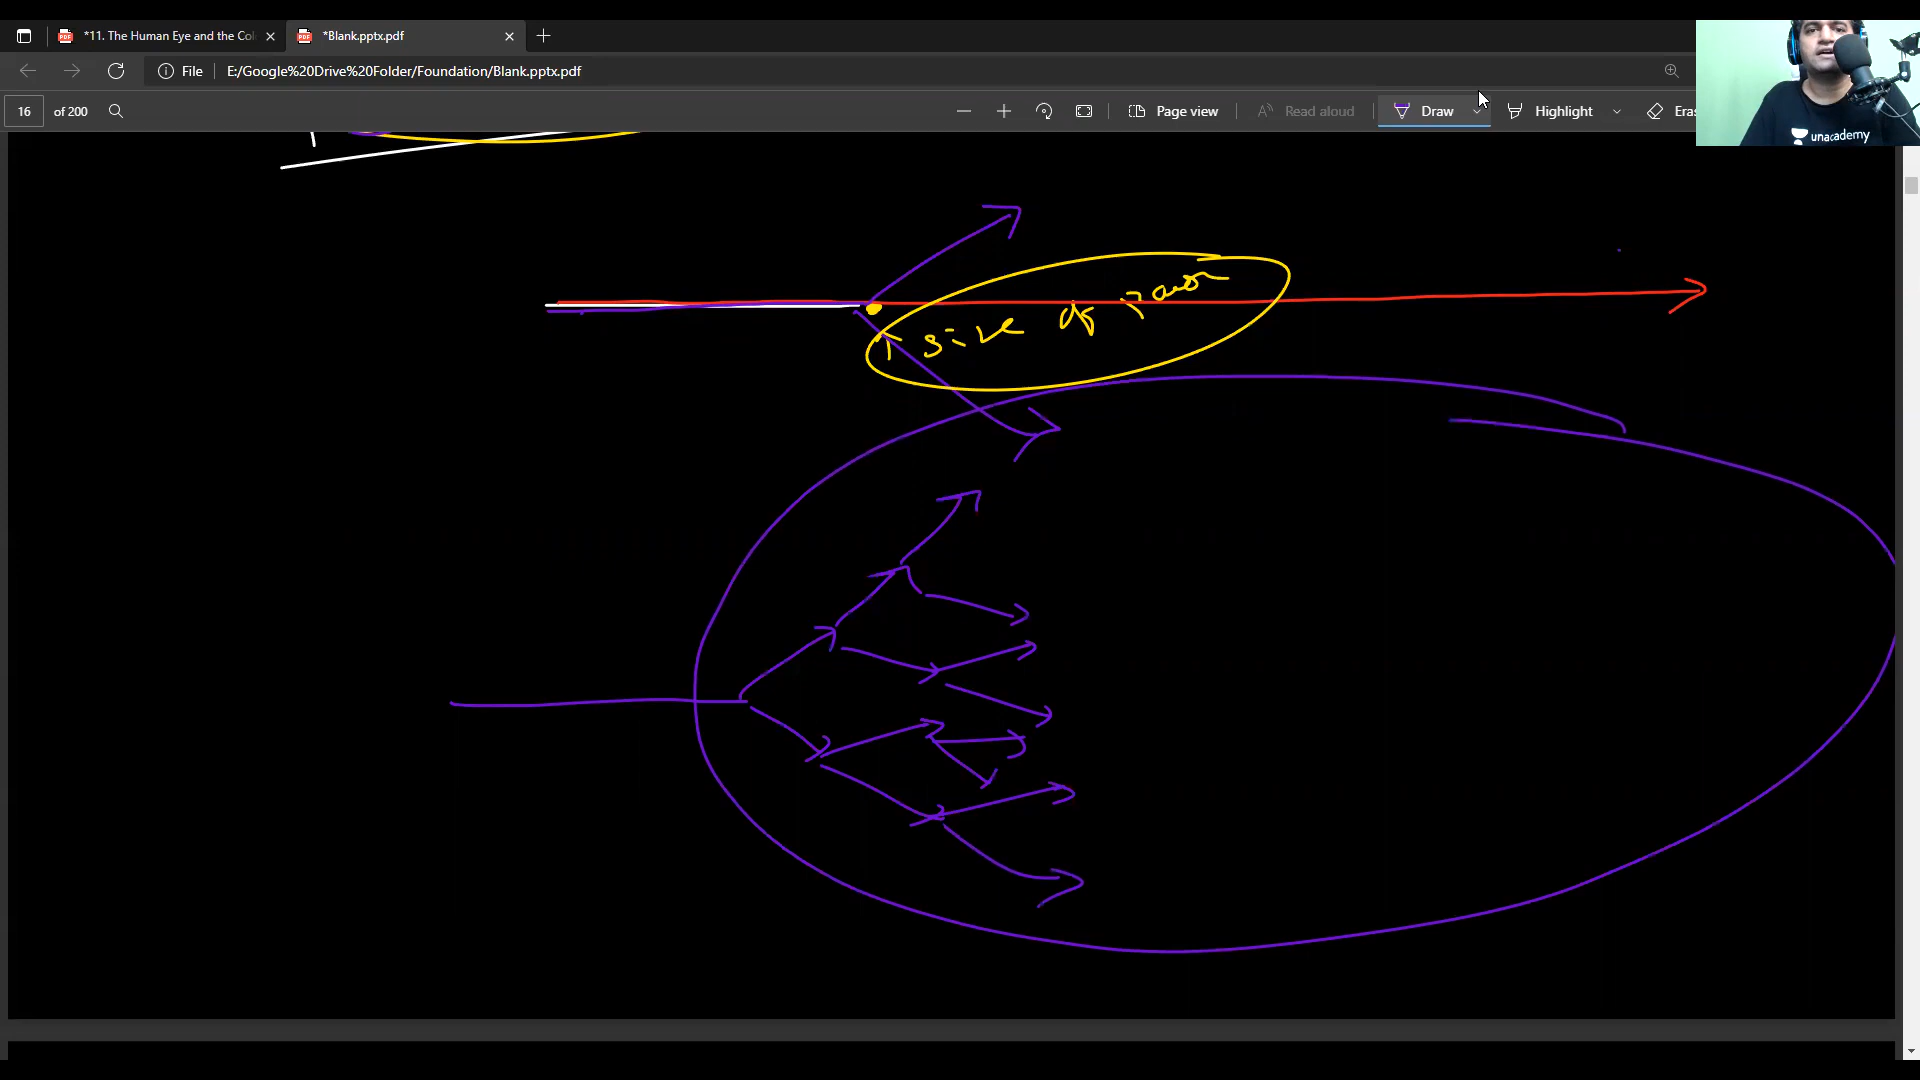 *11. The Human Eye and the Col
*Blank.pptx.pdf
File
E:/Google%20Drive%20Folder/Foundation/Blank.pptx.pdf
16
of 200
Page view
Read aloud
Draw
Highlight
Eras
unacademy
↑ size of